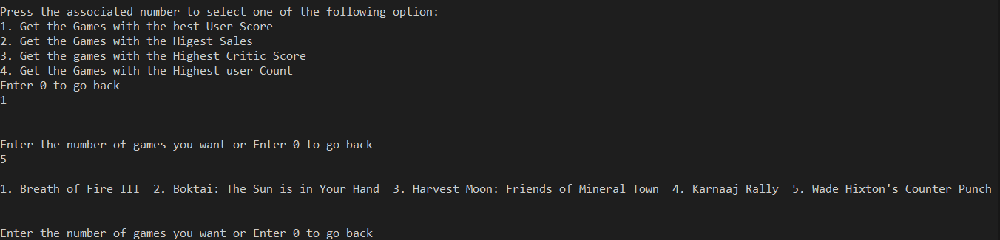 Press the associated number to select one of the following option:
1. Get the Games with the best User Score
2. Get the Games with the Higest Sales
3. Get the games with the Highest Critic Score
4. Get the Games with the Highest user Count
Enter 0 to go back
1
Enter the number of games you want or Enter 0 to go back
5
1. Breath of Fire III  2. Boktai: The Sun is in Your Hand  3. Harvest Moon: Friends of Mineral Town  4. Karnaaj Rally  5. Wade Hixton's Counter Punch
Enter the number of games you want or Enter 0 to go back